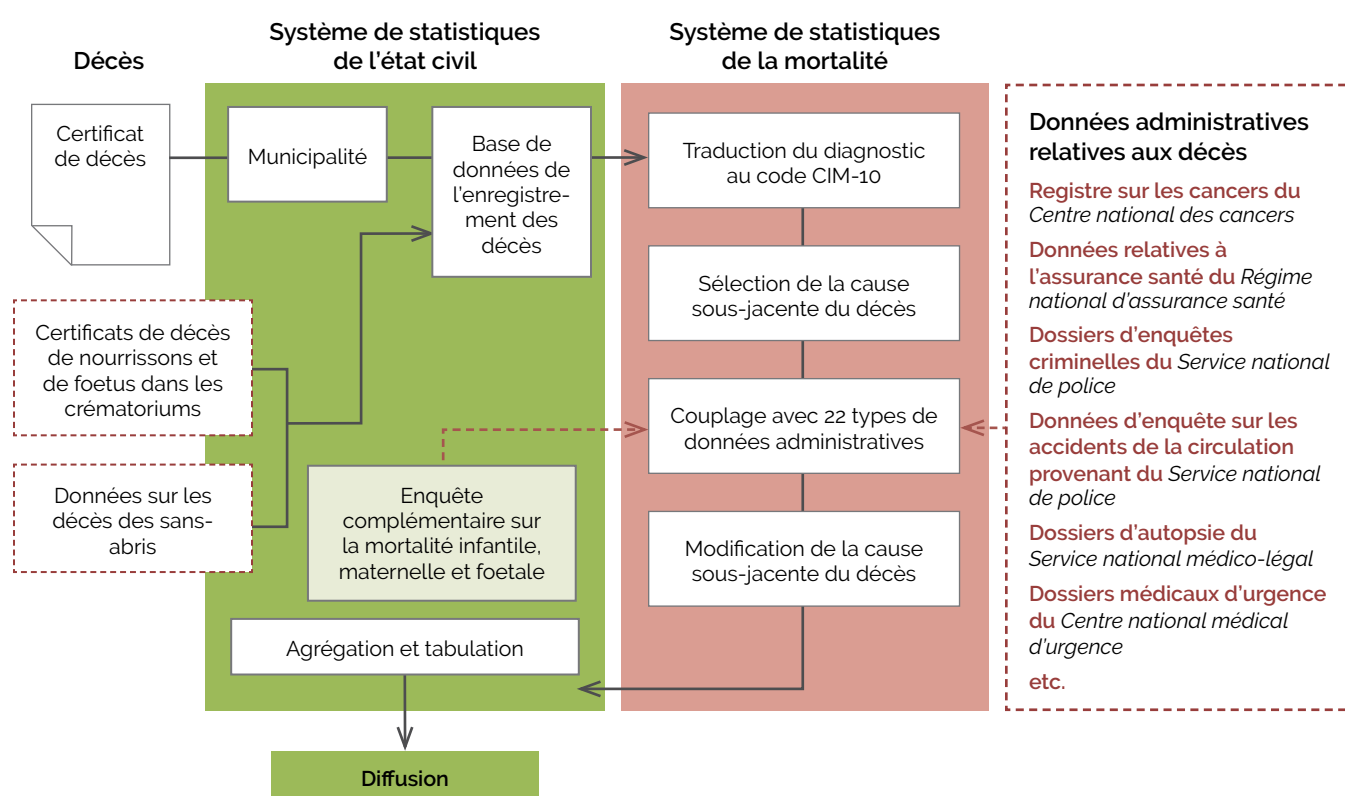 Décès
Système de statistiques
de l'état civil
Système de statistiques
de la mortalité
Certificat
de décès
Municipalité
Base de
données de
l'enregistre-
ment des
décès
Certificats de décès
de nourrissons et
de foetus dans les
crématoriums
Données sur les
décès des sans-
abris
Enquête
complémentaire sur
la mortalité infantile,
maternelle et foetale
Agrégation et tabulation
Diffusion
Traduction du diagnostic
au code CIM-10
Sélection de la cause
sous-jacente du décès
Couplage avec 22 types de
données administratives
Modification de la cause
sous-jacente du décès
Données administratives
relatives aux décès
Registre sur les cancers du
Centre national des cancers
Données relatives à
l'assurance santé du Régime
national d'assurance santé
Dossiers d'enquêtes
criminelles du Service national
de police
Données d'enquête sur les
accidents de la circulation
provenant du Service national
de police
Dossiers d'autopsie du
Service national médico-légal
Dossiers médicaux d'urgence
du Centre national médical
d'urgence
etc.